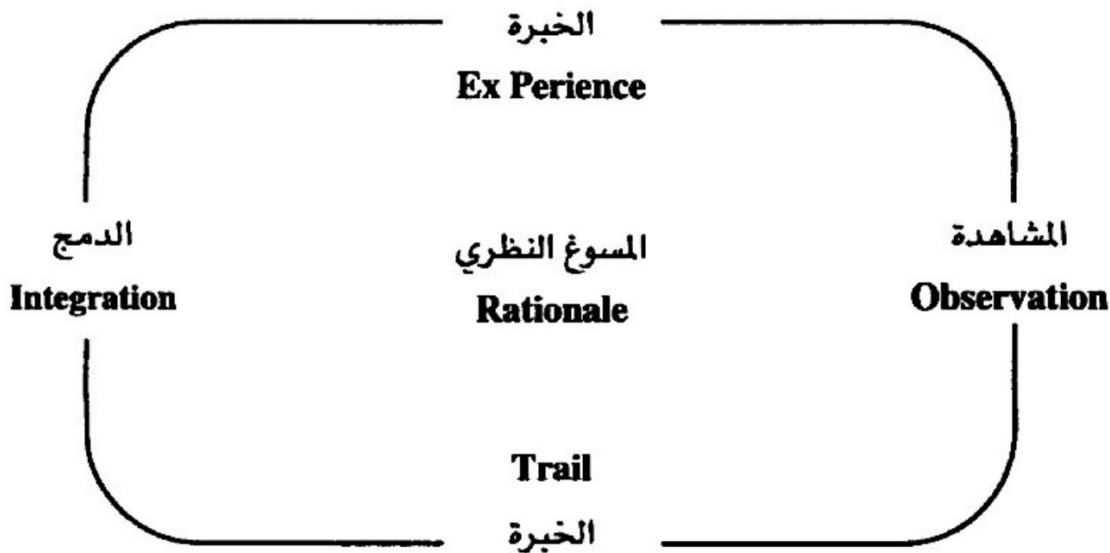 الخبرة
Ex Perience
الدمج
Integration
المسوغ النظري
Rationale
المشاهدة
Observation
Trail
الخبرة